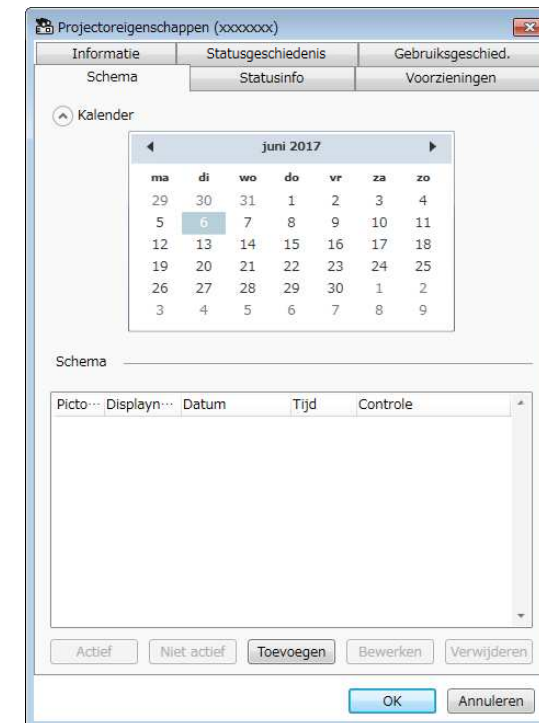 Projectoreigenschappen (xxxxxxx)
Informatie Statusgeschiedenis Gebruiksgeschied.
Schema Statusinfo Voorzieningen
Kalender
juni 2017
ma di wo do vr za zo
29 30 31 1 2 3 4
5 6 7 8 9 10 11
12 13 14 15 16 17 18
19 20 21 22 23 24 25
26 27 28 29 30 1 2
3 4 5 6 7 8 9
Schema
Picto··· Displayn··· Datum Tijd Controle
Actief Niet actief Toevoegen Bewerken Verwijderen
OK Annuleren